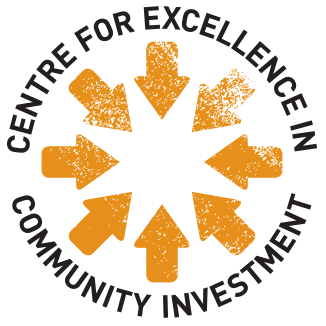 CENTRE FOR EXCELLENCE IN
COMMUNITY INVESTMENT